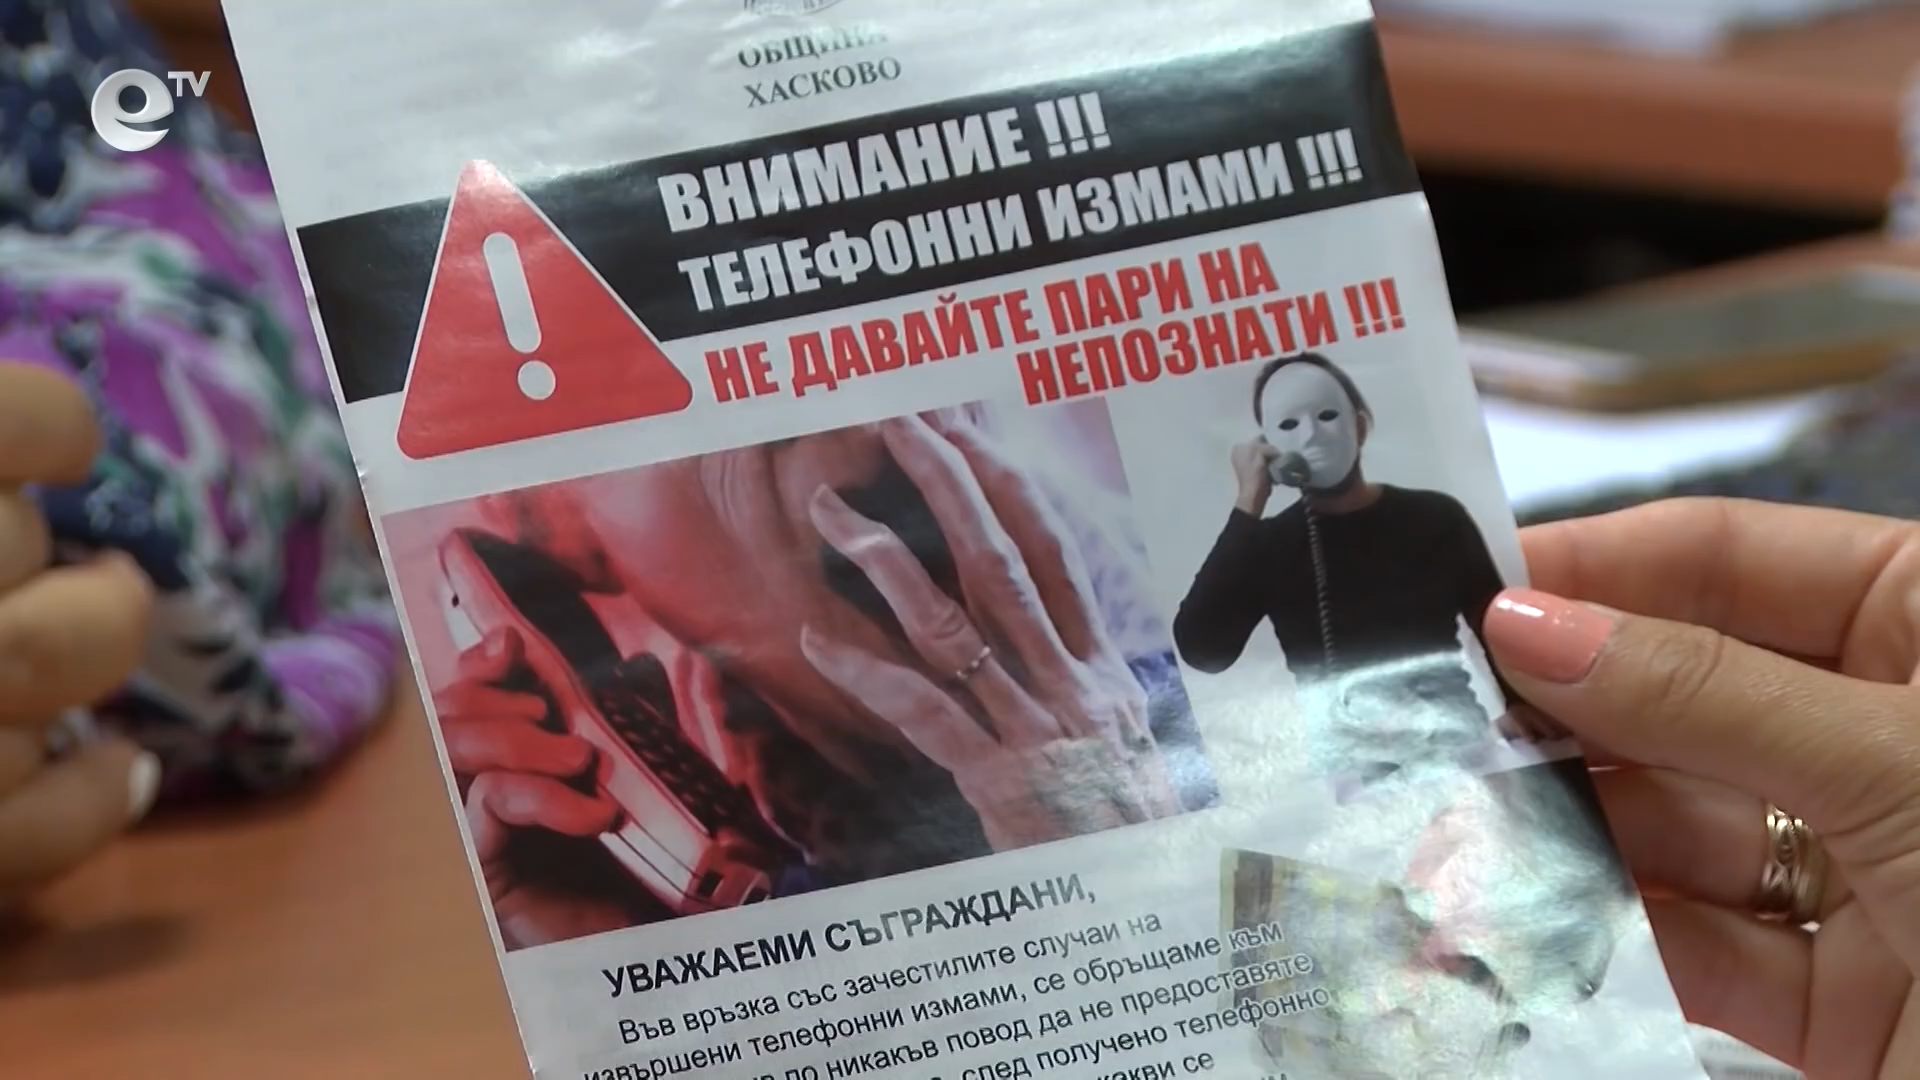 eTV
ОБЩИНА
ХАСКОВО
ВНИМАНИЕ !!!
ТЕЛЕФОННИ ИЗМАМИ !!!
НЕ ДАВАЙТЕ ПАРИ НА
НЕПОЗНАТИ !!!
УВАЖАЕМИ СЪГРАЖДАНИ,
Във връзка със зачестилите случаи на
извършени телефонни измами, се обръщаме към
по никакъв повод да не предоставяте
след получено телефонно
какви се